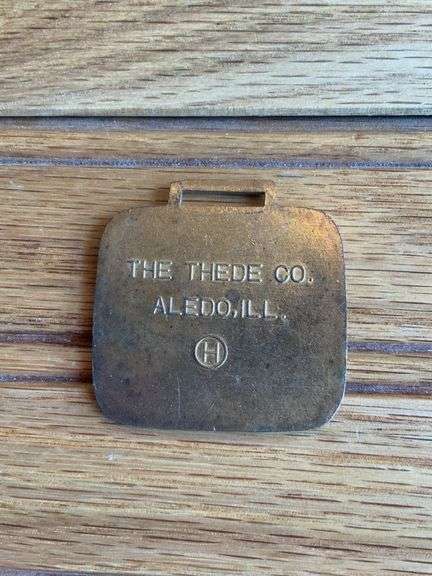 THE THEDE CO.
ALEDO, ILL.
H